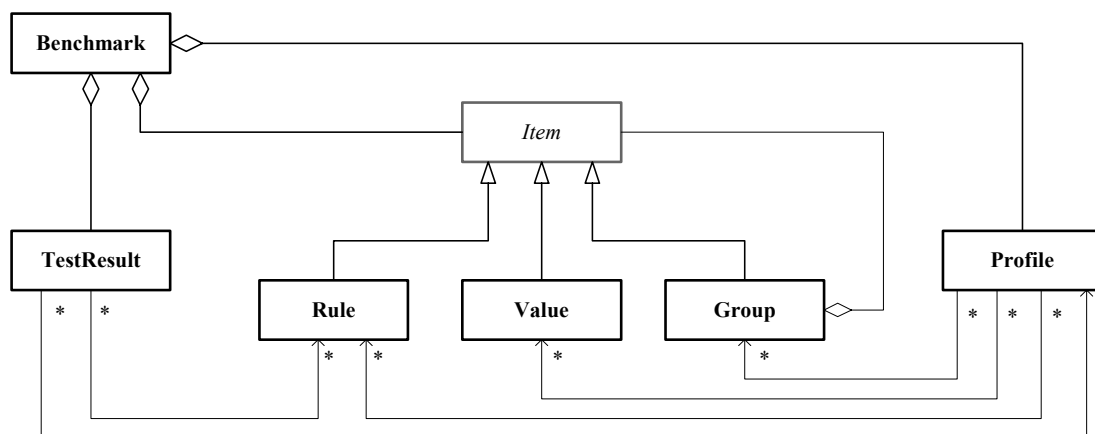 Benchmark
Item
TestResult
Profile
Rule
Value
Group
* *
* * *
* * * *